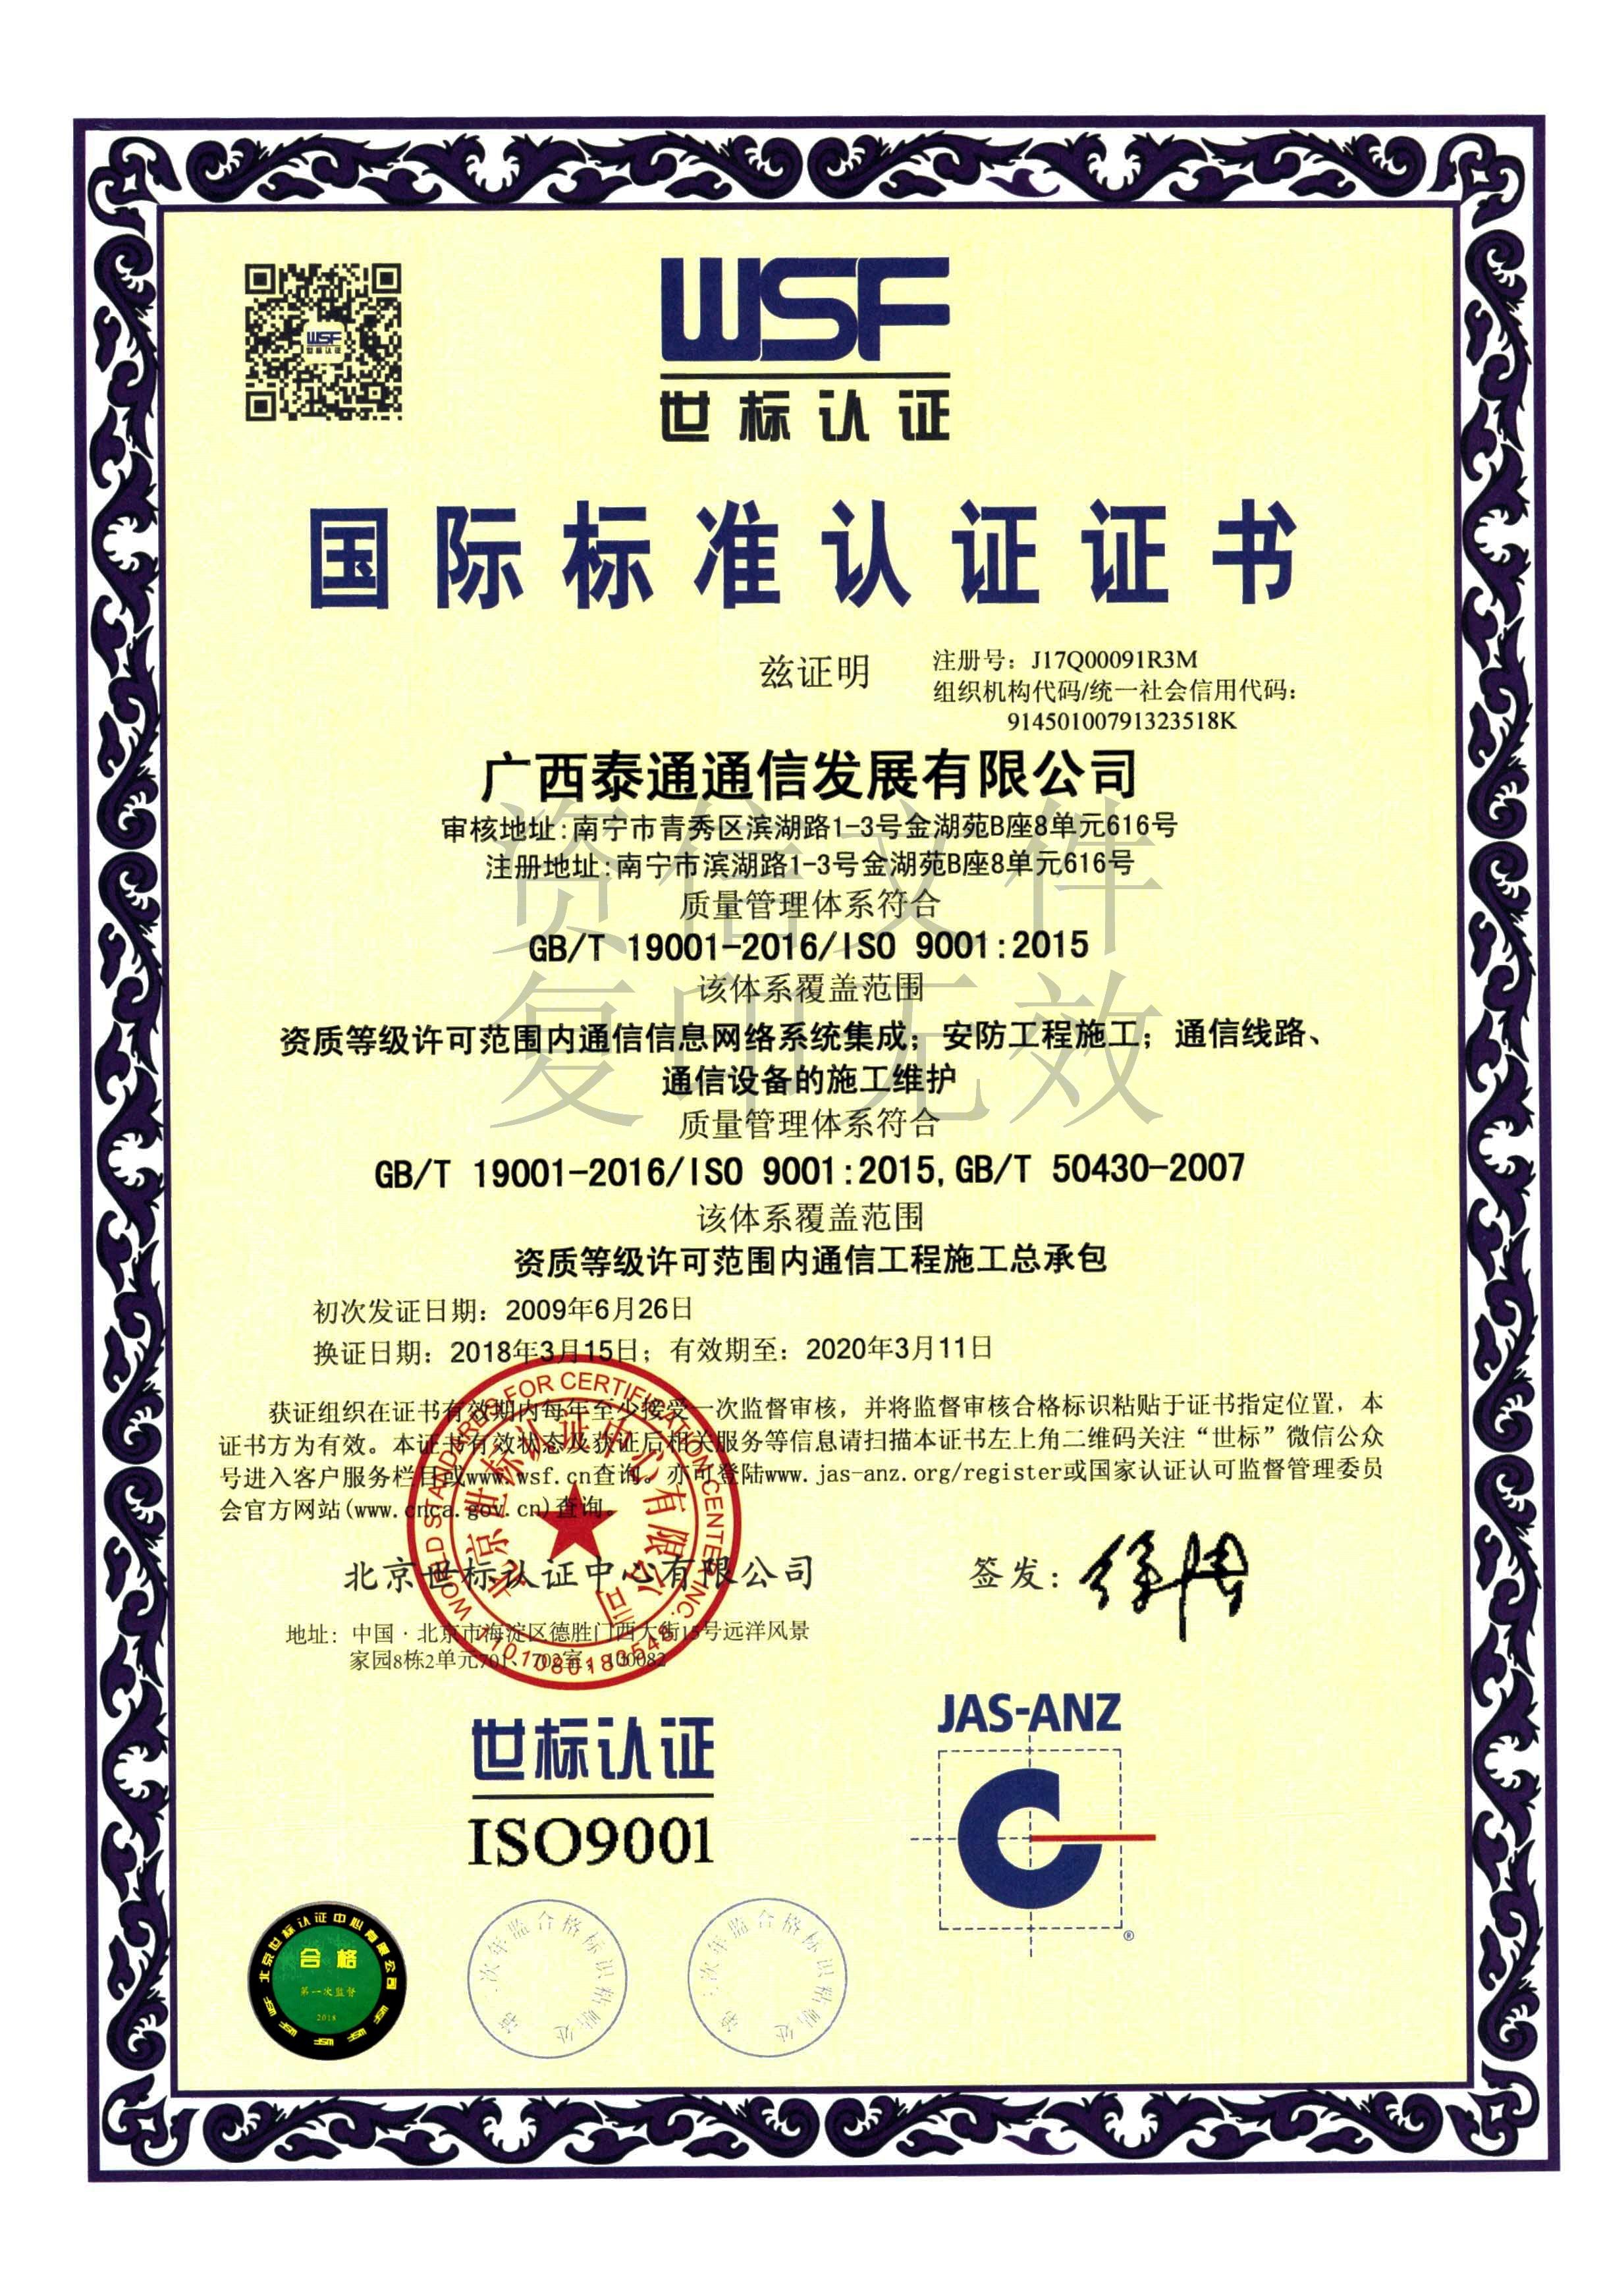 WSF
世标认证
WSF
世标认证
国际标准认证证书
兹证明
注册号：J17Q00091R3M
组织机构代码/统一社会信用代码：
91450100791323518K
广西泰通通信发展有限公司
审核地址:南宁市青秀区滨湖路1-3号金湖苑B座8单元616号
注册地址:南宁市滨湖路1-3号金湖苑B座8单元616号
质量管理体系符合
GB/T 19001-2016/ISO 9001:2015
该体系覆盖范围
资质等级许可范围内通信信息网络系统集成；安防工程施工；通信线路、
通信设备的施工维护
质量管理体系符合
GB/T 19001-2016/ISO 9001:2015,GB/T 50430-2007
该体系覆盖范围
资质等级许可范围内通信工程施工总承包
资信文件
复印无效
初次发证日期：2009年6月26日
换证日期：2018年3月15日；有效期至：2020年3月11日
获证组织在证书有效期内每年至少接受一次监督审核，并将监督审核合格标识粘贴于证书指定位置，本
证书方为有效。本证书有效状态及获证后相关服务等信息请扫描本证书左上角二维码关注“世标”微信公众
号进入客户服务栏目或www.wsf.cn查询。亦可登陆www.jas-anz.org/register或国家认证认可监督管理委员
会官方网站(www.cnca.gov.cn)查询。
北京世标认证中心有限公司
签发：
地址：中国·北京市海淀区德胜门西大街15号远洋风景
家园8栋2单元701、702室，100082
WORLD STANDARDS FOR CERTIFICATION CENTER INC.
北京世标认证中心有限公司
1101080183548
世标认证
ISO9001
JAS-ANZ
®
北京世标认证中心有限公司
合格
第一次监督
2018
WSF WSF WSF WSF WSF
次年监合格标识粘贴处
次年监合格标识粘贴处